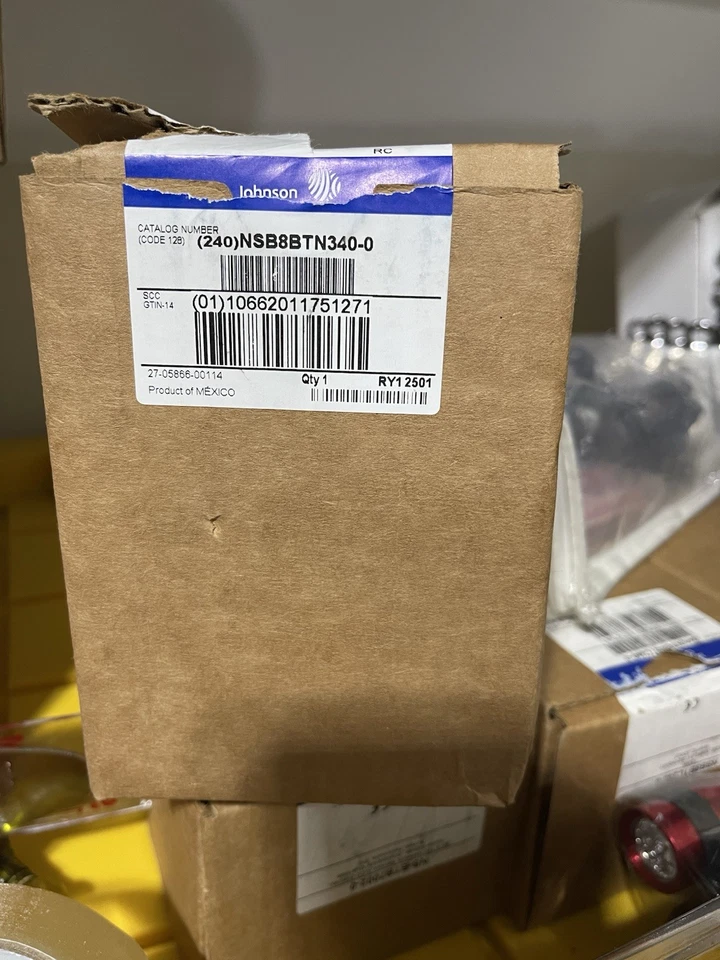 RC
Johnson
CATALOG NUMBER
(CODE 128) (240)NSB8BTN340-0
SCC
GTIN-14 (01)10662011751271
27-05866-00114 Qty 1 RY1 2501
Product of MÉXICO